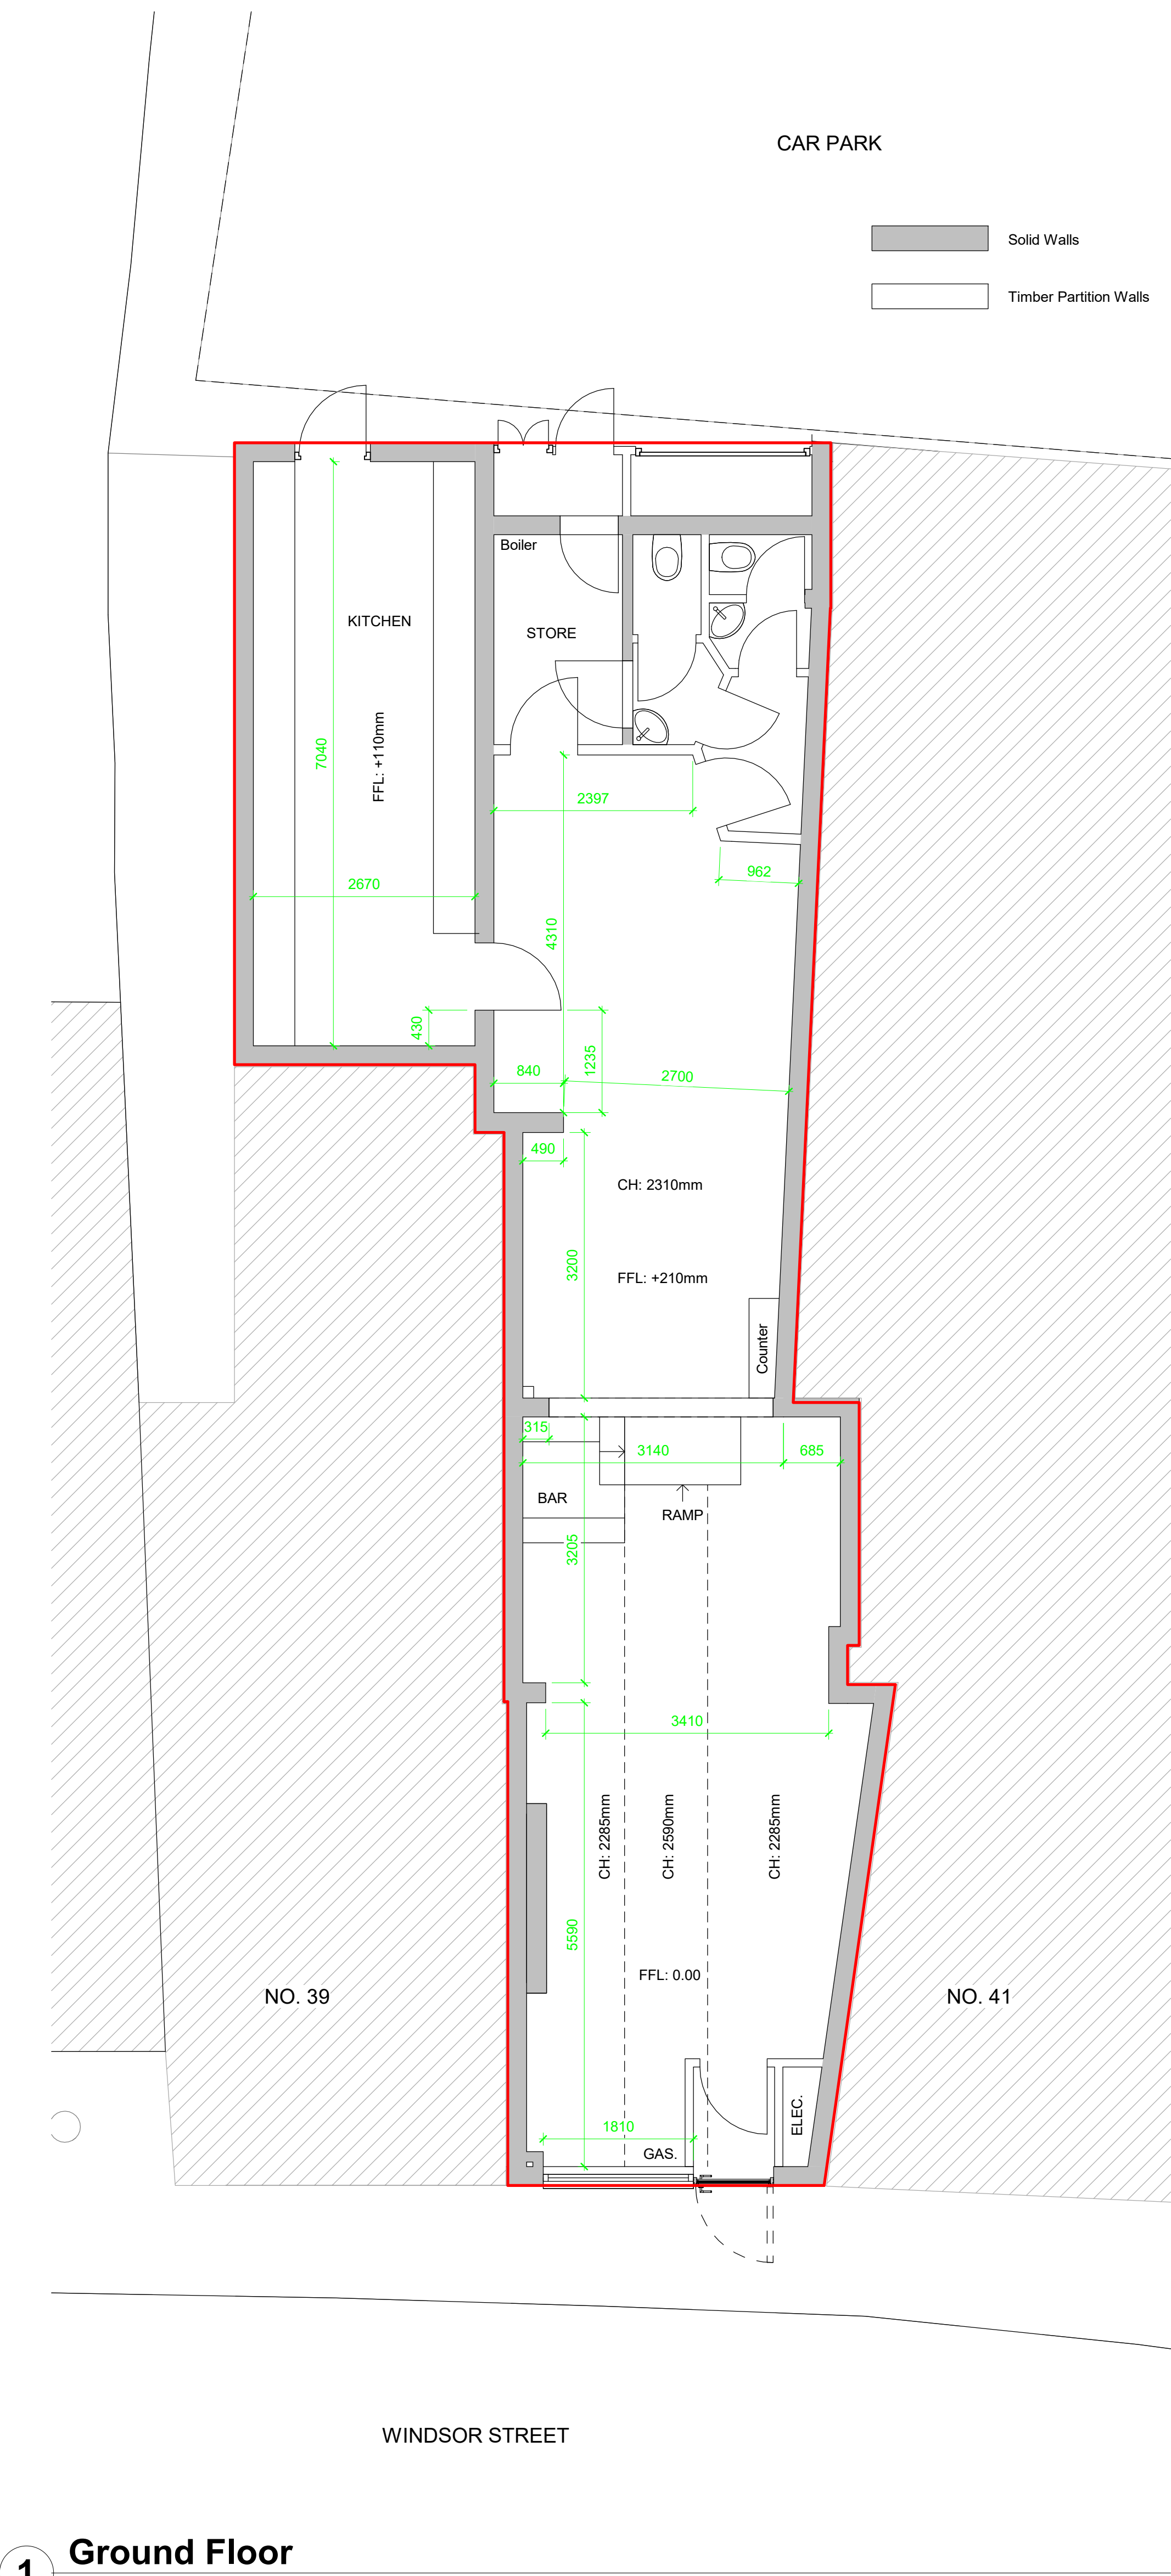 CAR PARK
Solid Walls
Timber Partition Walls
Boiler
KITCHEN
STORE
FFL: +110mm
7040
2397
962
2670
4310
430
1235
840
2700
490
CH: 2310mm
3200
FFL: +210mm
Counter
315
3140
685
BAR
RAMP
3205
3410
CH: 2285mm
CH: 2590mm
CH: 2285mm
5590
FFL: 0.00
NO. 39
NO. 41
ELEC.
1810
GAS.
WINDSOR STREET
Ground Floor
1